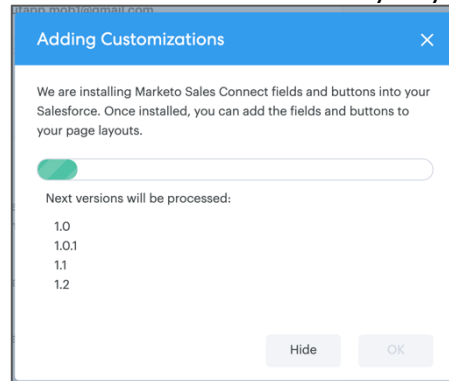 Adding Customizations
We are installing Marketo Sales Connect fields and buttons into your
Salesforce. Once installed, you can add the fields and buttons to
your page layouts.
Next versions will be processed:
1.0
1.0.1
1.1
1.2
Hide
OK